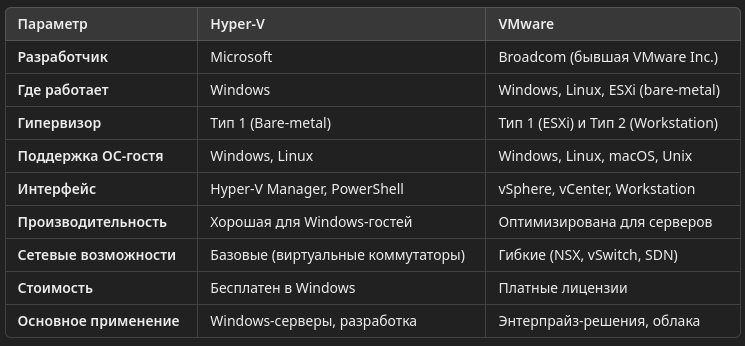 Параметр Hyper-V VMware
Разработчик Microsoft Broadcom (бывшая VMware Inc.)
Где работает Windows Windows, Linux, ESXi (bare-metal)
Гипервизор Тип 1 (Bare-metal) Тип 1 (ESXi) и Тип 2 (Workstation)
Поддержка ОС-гостя Windows, Linux Windows, Linux, macOS, Unix
Интерфейс Hyper-V Manager, PowerShell vSphere, vCenter, Workstation
Производительность Хорошая для Windows-гостей Оптимизирована для серверов
Сетевые возможности Базовые (виртуальные коммутаторы) Гибкие (NSX, vSwitch, SDN)
Стоимость Бесплатен в Windows Платные лицензии
Основное применение Windows-серверы, разработка Энтерпрайз-решения, облака